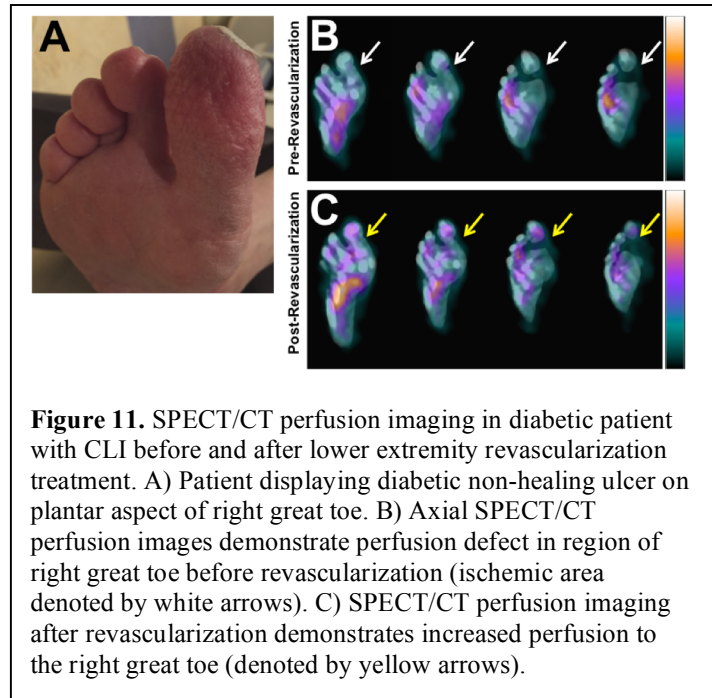 A
B
Pre-Revascularization
C
Post-Revascularization
Figure 11. SPECT/CT perfusion imaging in diabetic patient
with CLI before and after lower extremity revascularization
treatment. A) Patient displaying diabetic non-healing ulcer on
plantar aspect of right great toe. B) Axial SPECT/CT
perfusion images demonstrate perfusion defect in region of
right great toe before revascularization (ischemic area
denoted by white arrows). C) SPECT/CT perfusion imaging
after revascularization demonstrates increased perfusion to
the right great toe (denoted by yellow arrows).